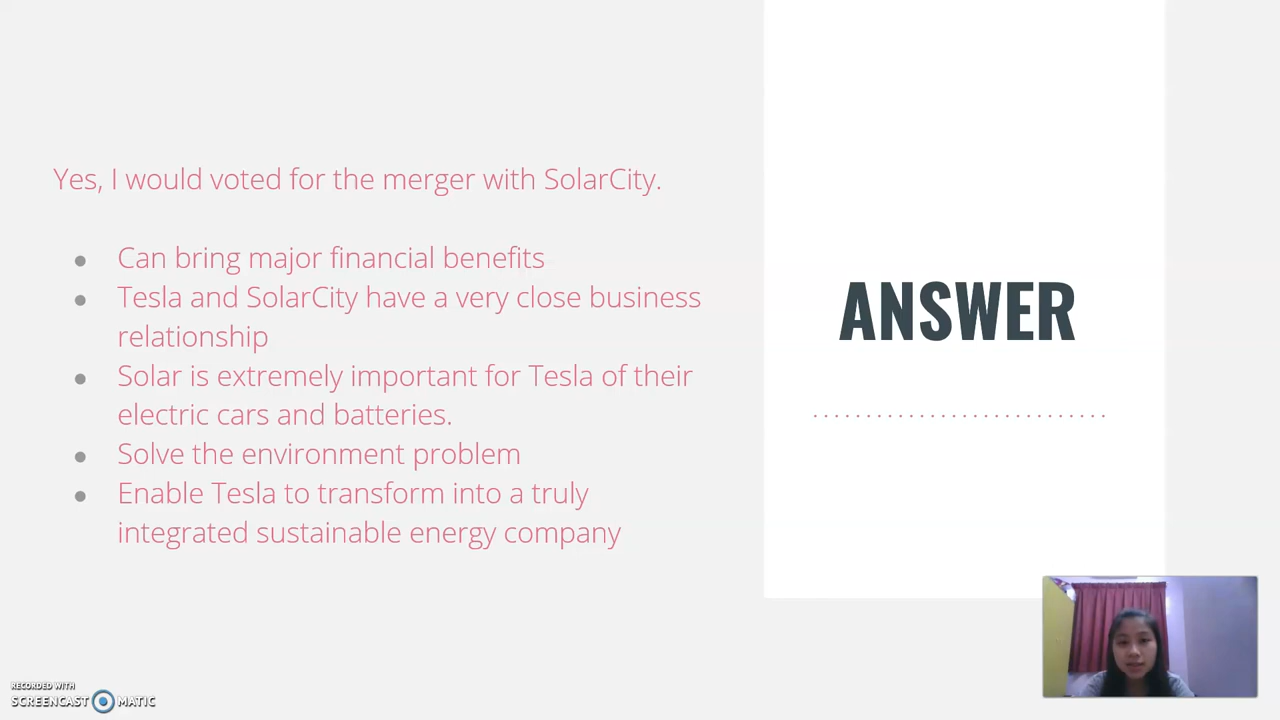 Yes, I would voted for the merger with SolarCity.
● Can bring major financial benefits
● Tesla and SolarCity have a very close business
relationship
● Solar is extremely important for Tesla of their
electric cars and batteries.
● Solve the environment problem
● Enable Tesla to transform into a truly
integrated sustainable energy company
ANSWER
RECORDED WITH
SCREENCAST MATIC